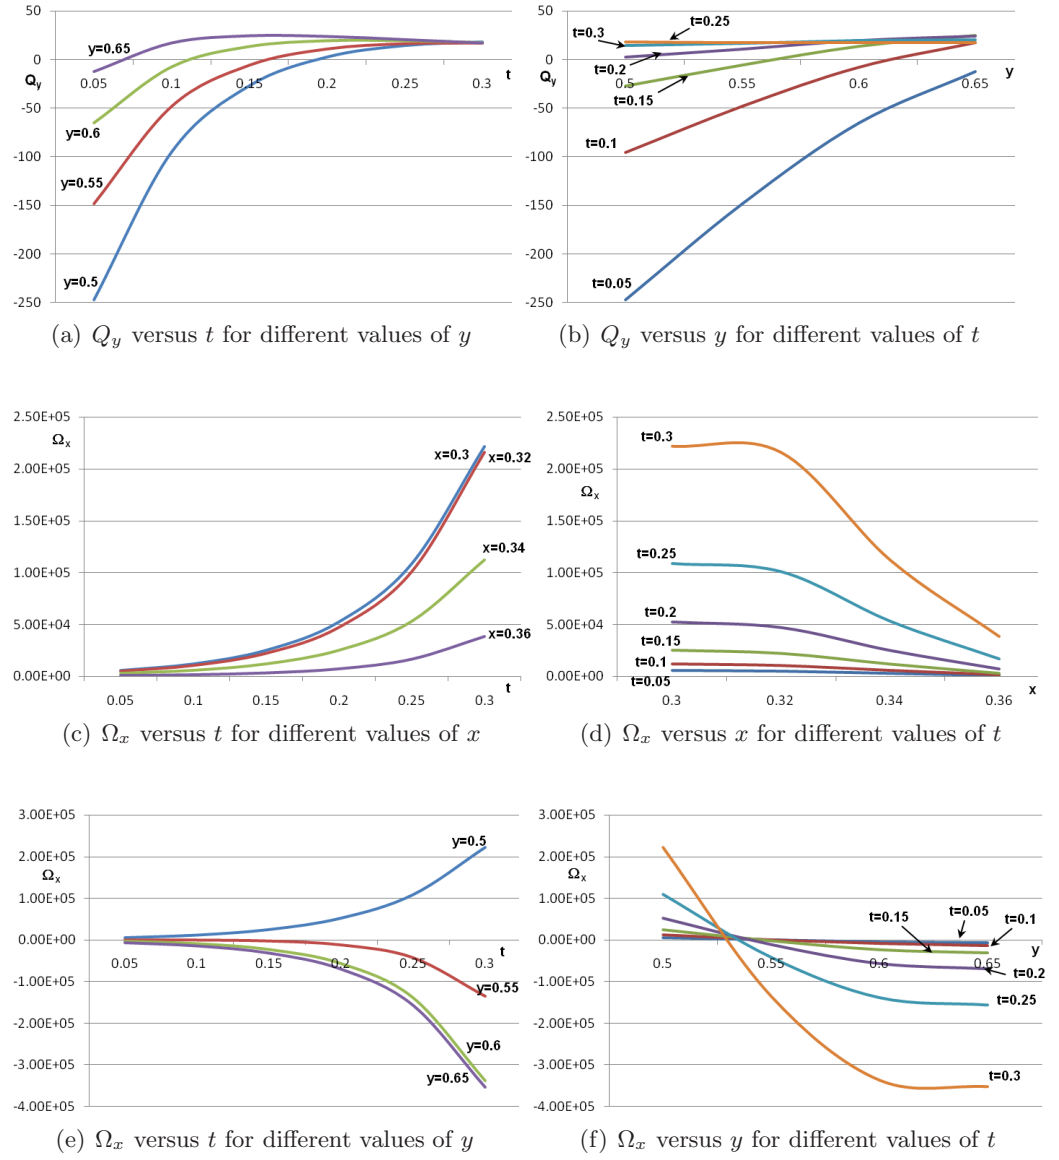 50
0
-50
-100
-150
-200
-250
Q_y
y=0.65
y=0.6
y=0.55
y=0.5
0.05 0.1 0.15 0.2 0.25 0.3
t
(a) Q_y versus t for different values of y
50
0
-50
-100
-150
-200
-250
Q_y
t=0.25
t=0.3
t=0.2
t=0.15
t=0.1
t=0.05
0.5 0.55 0.6 0.65
y
(b) Q_y versus y for different values of t
2.50E+05
2.00E+05
1.50E+05
1.00E+05
5.00E+04
0.00E+00
Ω_x
x=0.3
x=0.32
x=0.34
x=0.36
0.05 0.1 0.15 0.2 0.25 0.3
t
(c) Ω_x versus t for different values of x
2.50E+05
2.00E+05
1.50E+05
1.00E+05
5.00E+04
0.00E+00
Ω_x
t=0.3
t=0.25
t=0.2
t=0.15
t=0.1
t=0.05
0.3 0.32 0.34 0.36
x
(d) Ω_x versus x for different values of t
3.00E+05
2.00E+05
1.00E+05
0.00E+00
-1.00E+05
-2.00E+05
-3.00E+05
-4.00E+05
Ω_x
y=0.5
y=0.55
y=0.6
y=0.65
0.05 0.1 0.15 0.2 0.25 0.3
t
(e) Ω_x versus t for different values of y
3.00E+05
2.00E+05
1.00E+05
0.00E+00
-1.00E+05
-2.00E+05
-3.00E+05
-4.00E+05
Ω_x
t=0.05
t=0.15
t=0.1
t=0.2
t=0.25
t=0.3
0.5 0.55 0.6 0.65
y
(f) Ω_x versus y for different values of t